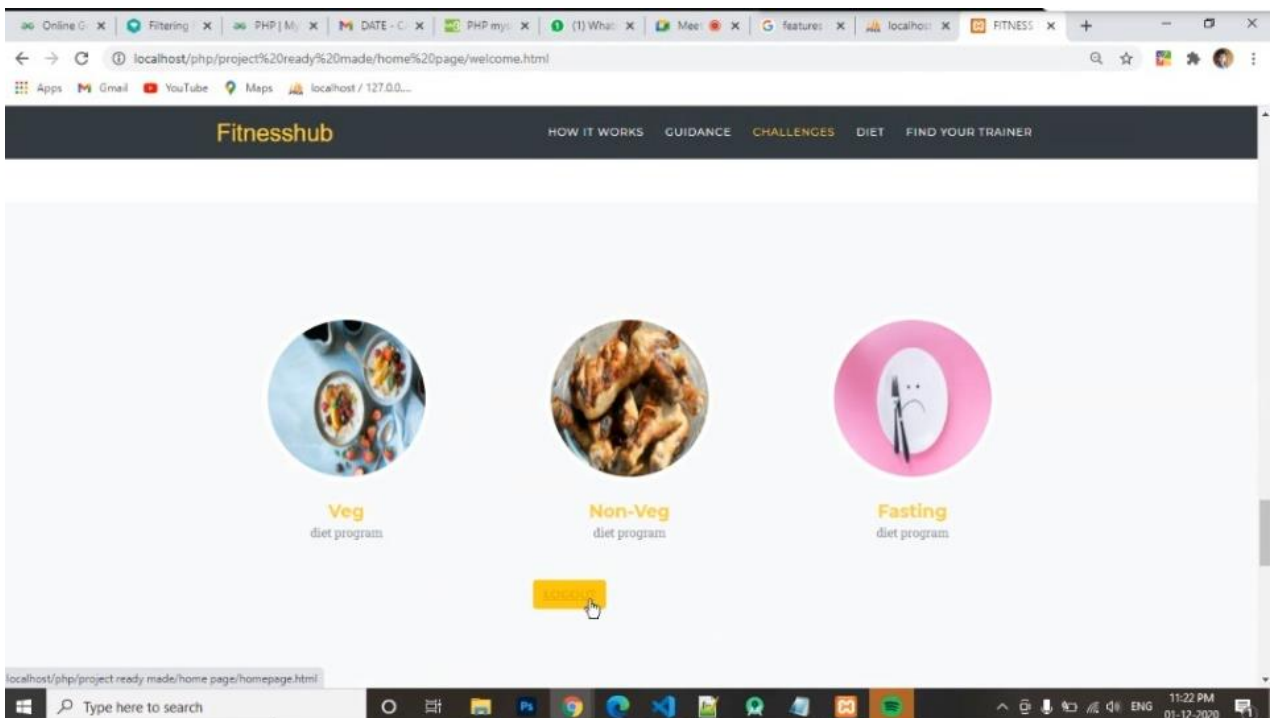 Online G
Filtering
PHP | My
DATE - C
PHP mys
(1) What
Meet
features
localhost
FITNESS
localhost/php/project%20ready%20made/home%20page/welcome.html
Apps
Gmail
YouTube
Maps
localhost / 127.0.0....
Fitnesshub
HOW IT WORKS
GUIDANCE
CHALLENGES
DIET
FIND YOUR TRAINER
Veg
diet program
Non-Veg
diet program
Fasting
diet program
LOGOUT
localhost/php/project ready made/home page/homepage.html
Type here to search
Ps
ENG
11:22 PM
01-12-2020